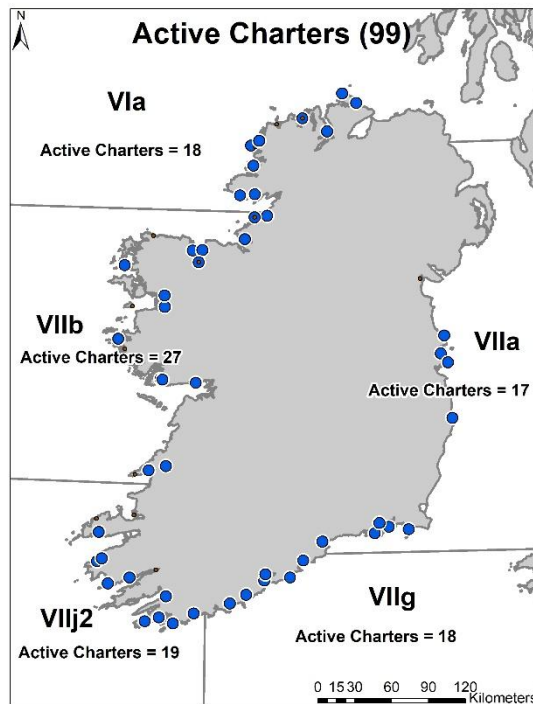 N
Active Charters (99)
VIa
Active Charters = 18
VIIb
Active Charters = 27
VIIa
Active Charters = 17
VIIj2
Active Charters = 19
VIIg
Active Charters = 18
0 15 30 60 90 120
Kilometers